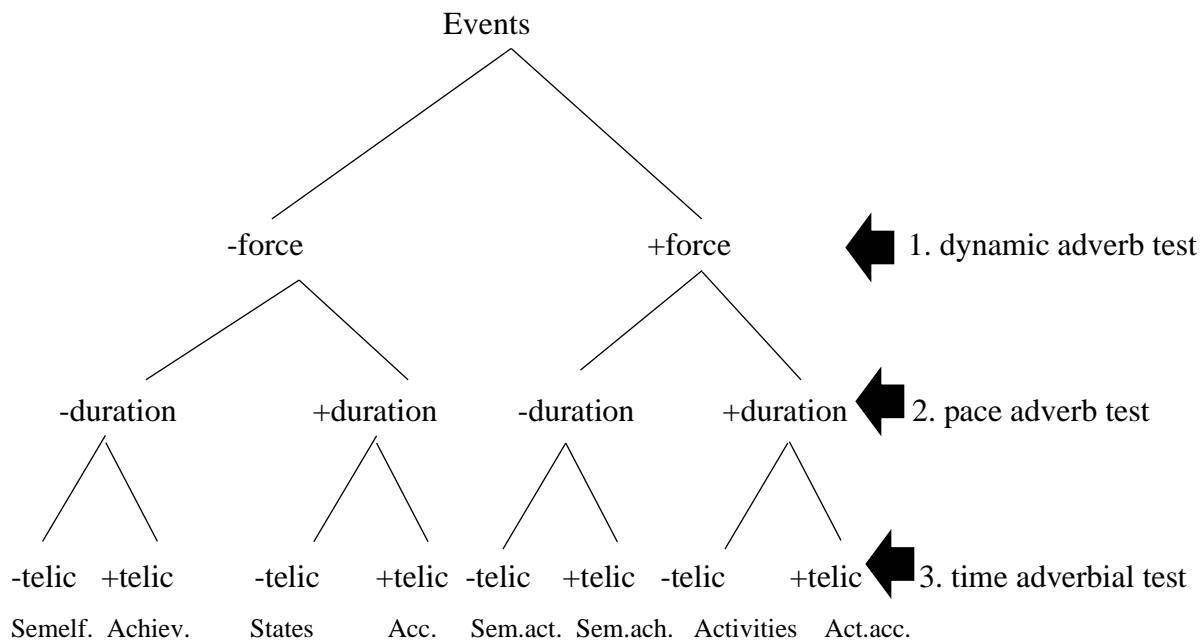 Events
-force +force 1. dynamic adverb test
-duration +duration -duration +duration 2. pace adverb test
-telic +telic -telic +telic -telic +telic -telic +telic 3. time adverbial test
Semelf. Achiev. States Acc. Sem.act. Sem.ach. Activities Act.acc.